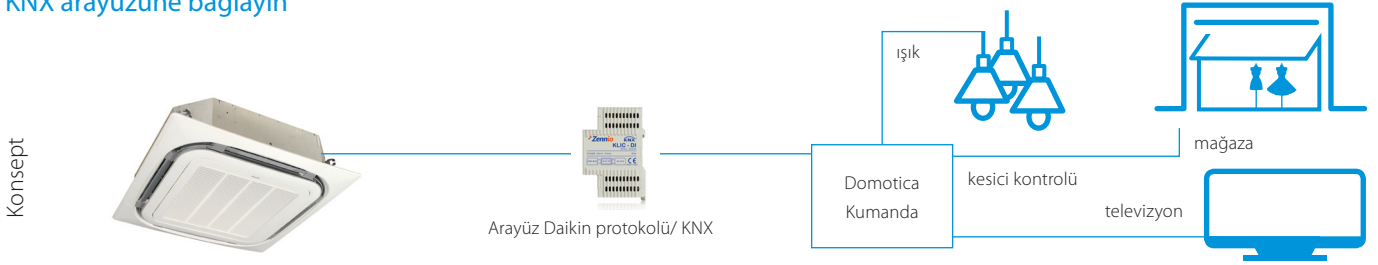 KNX arayüzüne bağlayın
Konsept
Zennio
KNX
KLIC - DI
CE
Arayüz Daikin protokolü/ KNX
Domotica
Kumanda
ışık
mağaza
kesici kontrolü
televizyon